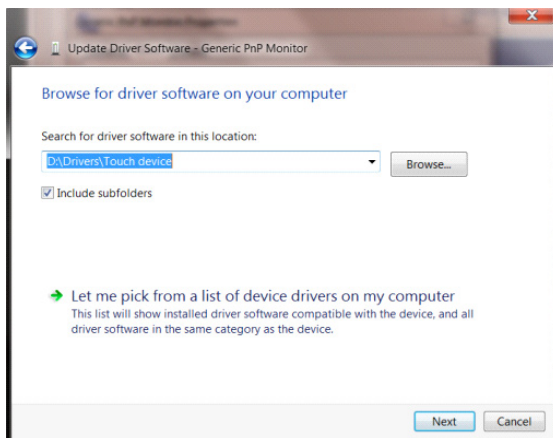 Update Driver Software - Generic PnP Monitor
Browse for driver software on your computer
Search for driver software in this location:
D:\Drivers\Touch device
Browse...
Include subfolders
Let me pick from a list of device drivers on my computer
This list will show installed driver software compatible with the device, and all
driver software in the same category as the device.
Next
Cancel